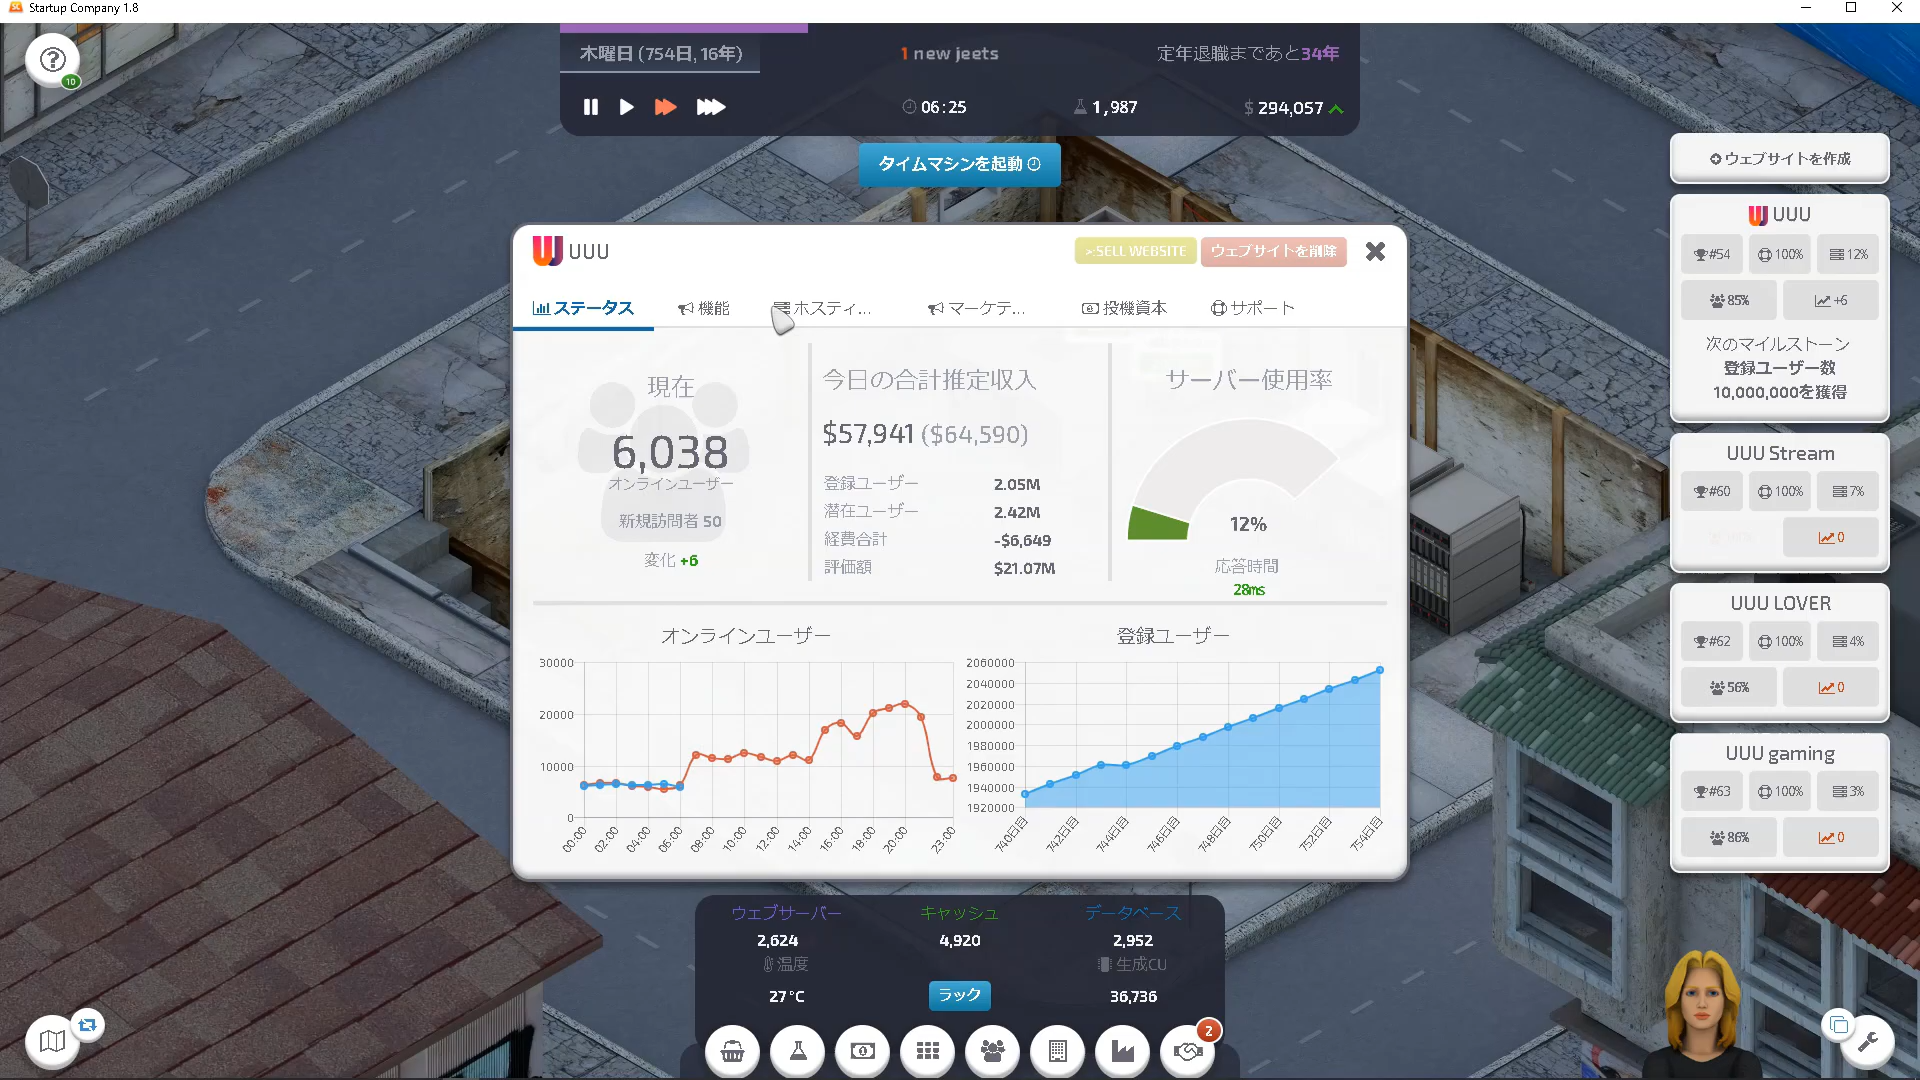 Startup Company 1.8
木曜日 (754日, 16年)
1 new jeets
定年退職まであと34年
06:25
1,987
$ 294,057
タイムマシンを起動
10
UUU
>:SELL WEBSITE
ウェブサイトを削除
ステータス
機能
ホスティ...
マーケテ...
投機資本
サポート
現在
6,038
オンラインユーザー
新規訪問者 50
変化 +6
今日の合計推定収入
$57,941 ($64,590)
登録ユーザー 2.05M
潜在ユーザー 2.42M
経費合計 -$6,649
評価額 $21.07M
サーバー使用率
12%
応答時間
28ms
オンラインユーザー
30000
20000
10000
0
00:00 02:00 04:00 06:00 08:00 10:00 12:00 14:00 16:00 18:00 20:00 23:00
登録ユーザー
2060000
2040000
2020000
2000000
1980000
1960000
1940000
1920000
740日目 742日目 744日目 746日目 748日目 750日目 752日目 754日目
ウェブサイトを作成
UUU
#54 100% 12%
85% +6
次のマイルストーン
登録ユーザー数
10,000,000を獲得
UUU Stream
#60 100% 7%
0
UUU LOVER
#62 100% 4%
56% 0
UUU gaming
#63 100% 3%
86% 0
ウェブサーバー キャッシュ データベース
2,624 4,920 2,952
温度 生成CU
27°C ラック 36,736
2